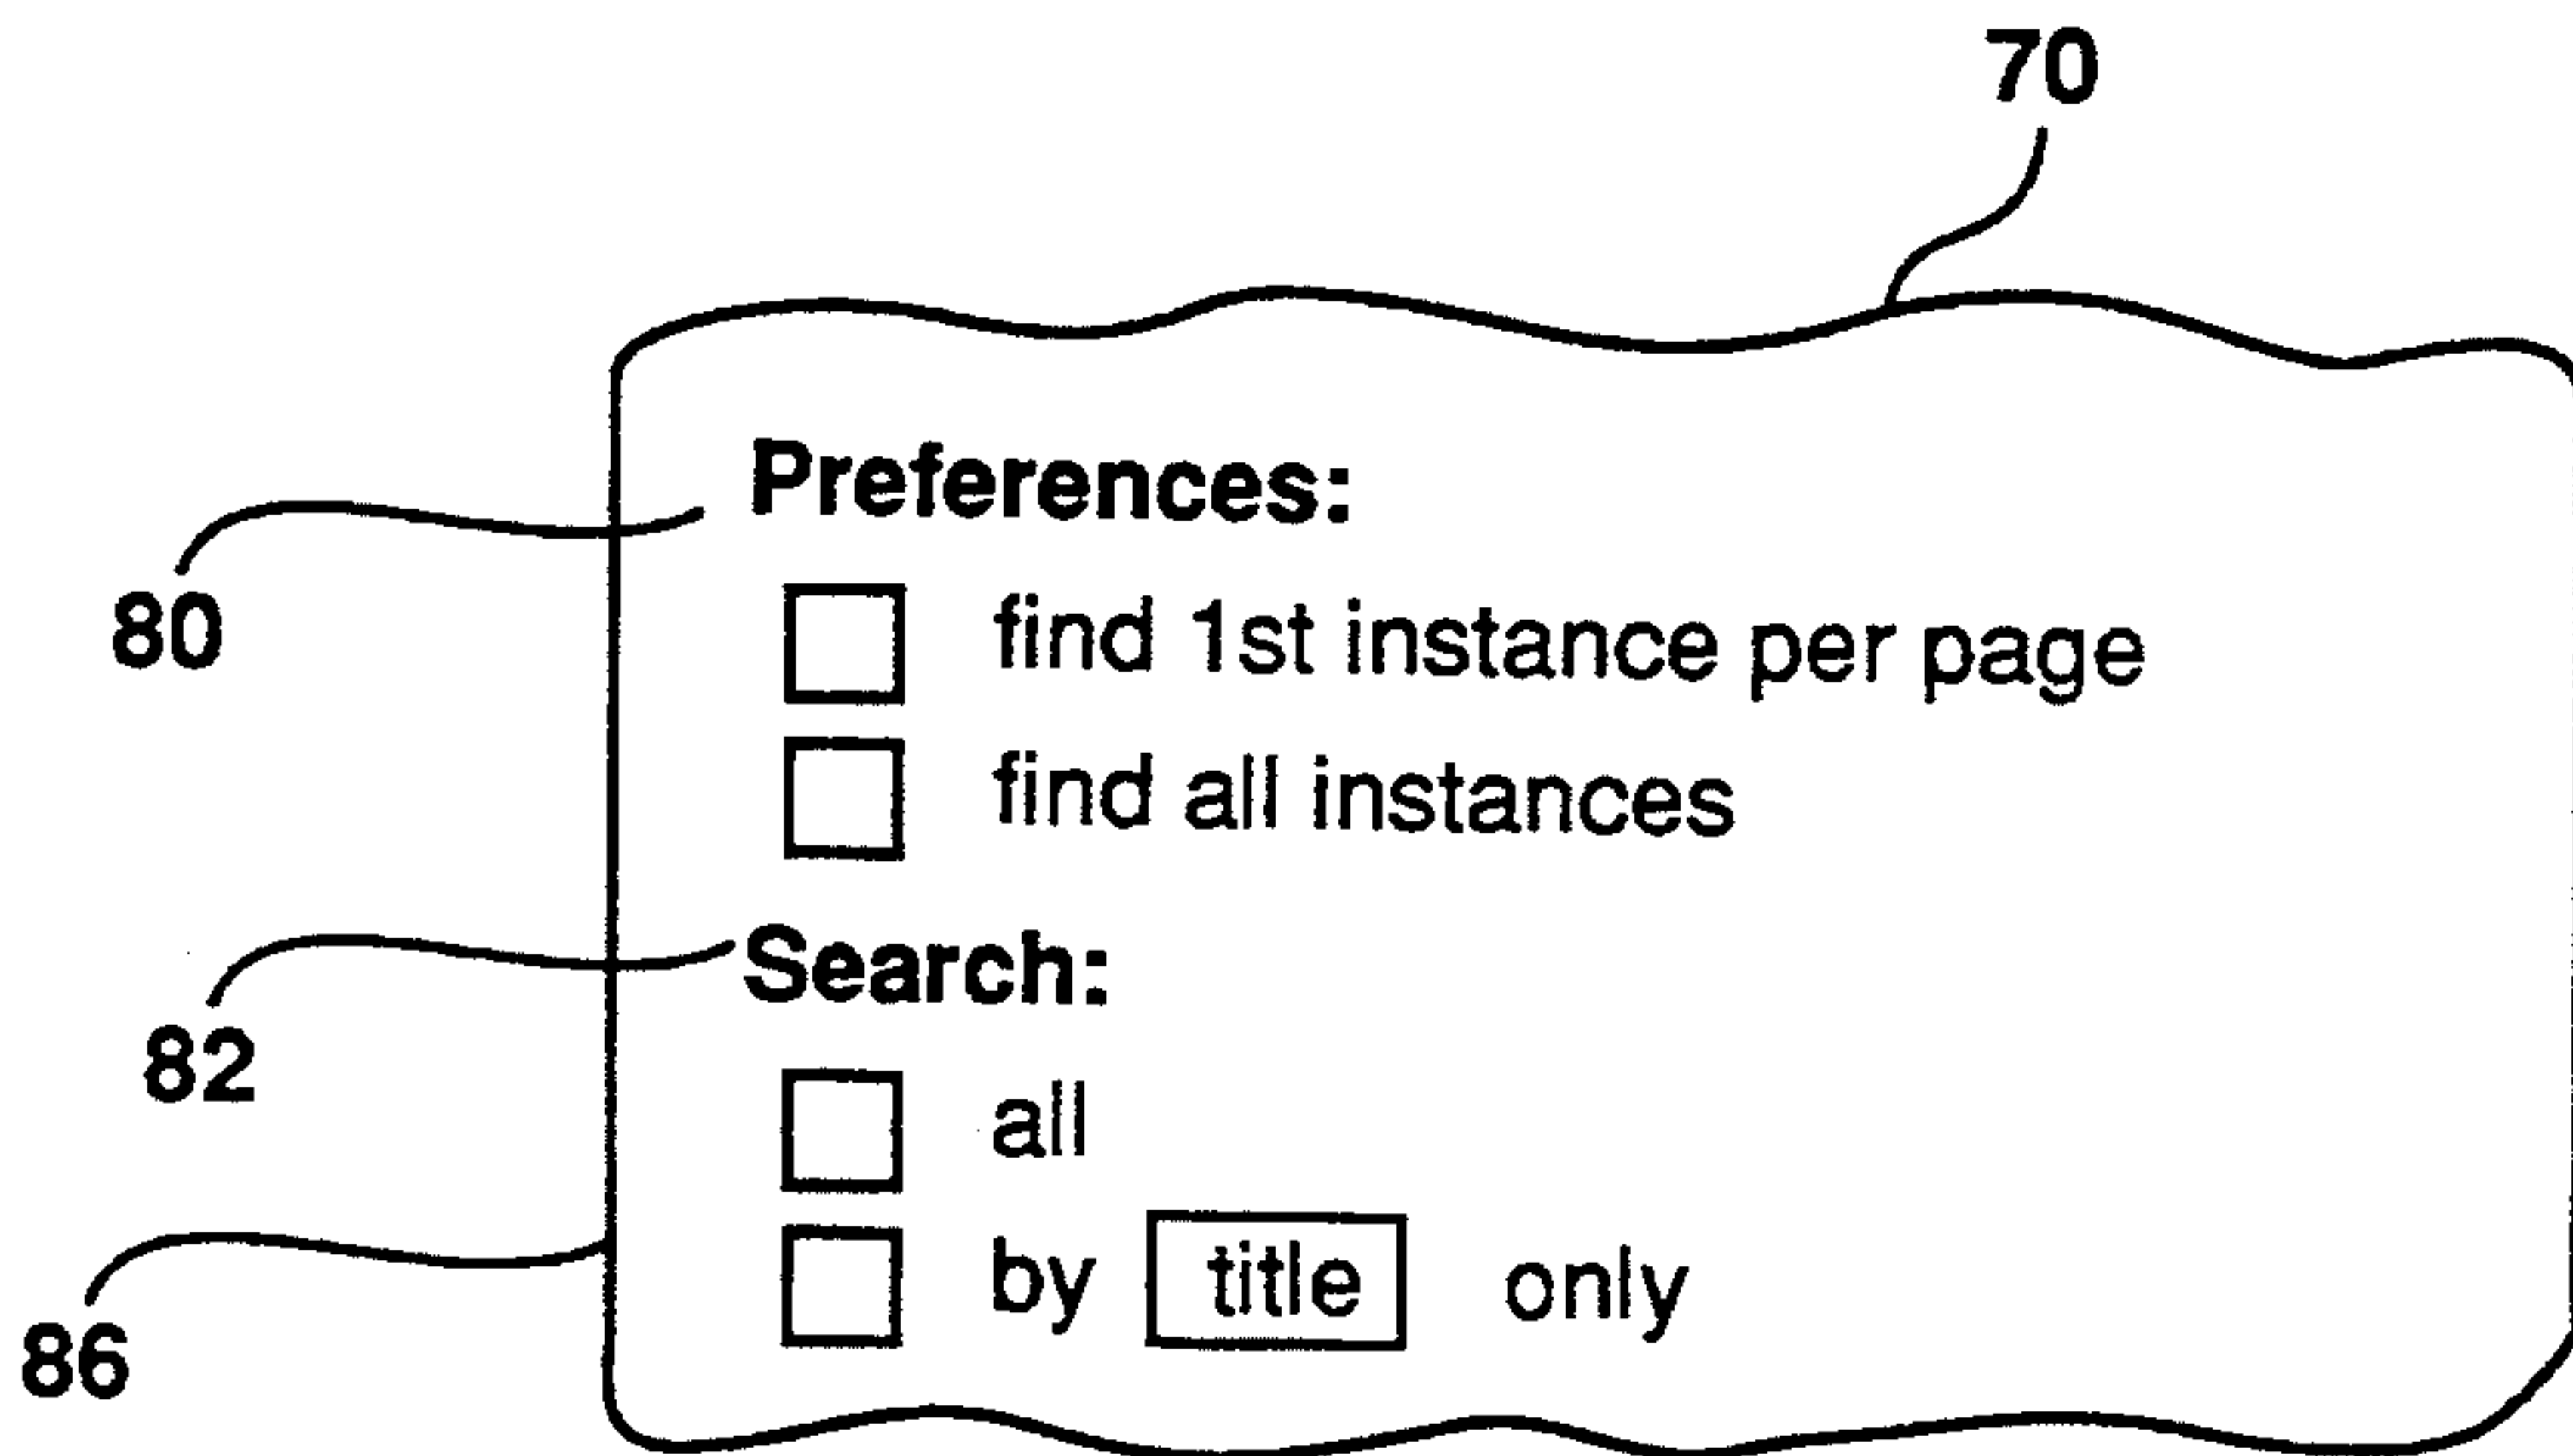 70
Preferences:
80
find 1st instance per page
find all instances
Search:
82
all
by title only
86